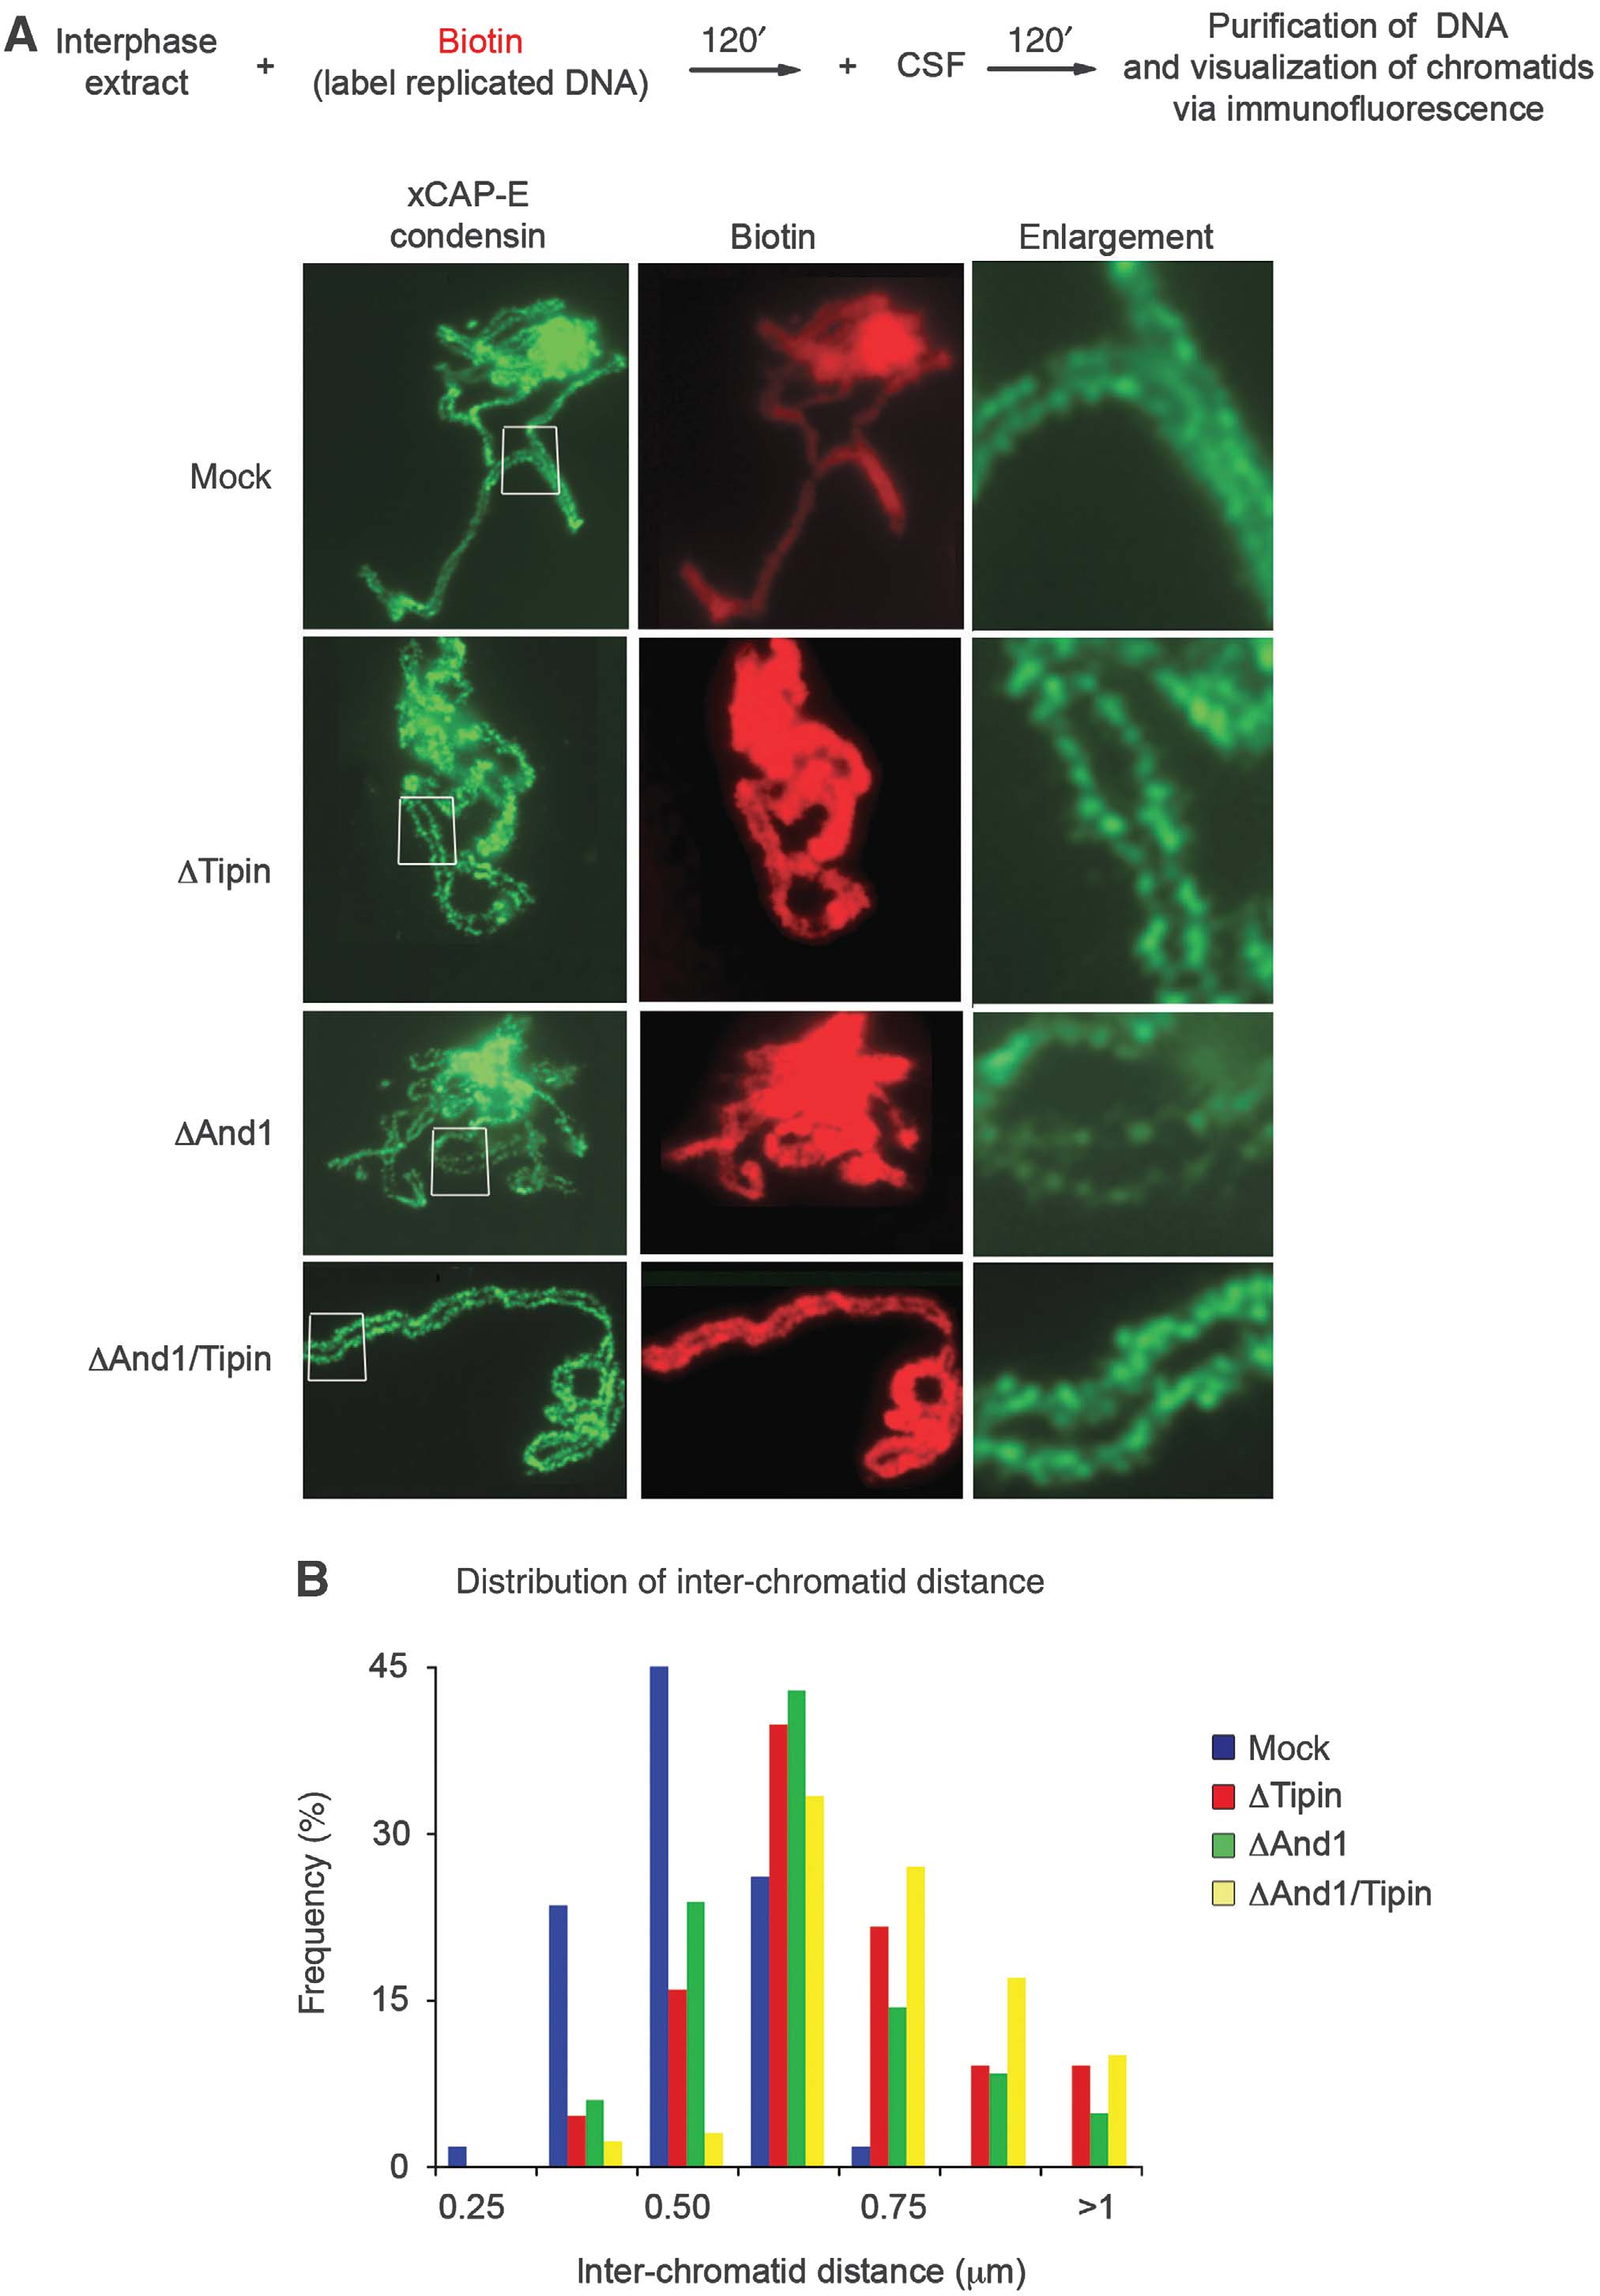 A
Interphase
extract
+
Biotin
(label replicated DNA)
120′
+
CSF
120′
Purification of DNA
and visualization of chromatids
via immunofluorescence
xCAP-E
condensin
Biotin
Enlargement
Mock
ΔTipin
ΔAnd1
ΔAnd1/Tipin
B
Distribution of inter-chromatid distance
45
30
15
0
Frequency (%)
0.25
0.50
0.75
>1
Inter-chromatid distance (μm)
Mock
ΔTipin
ΔAnd1
ΔAnd1/Tipin